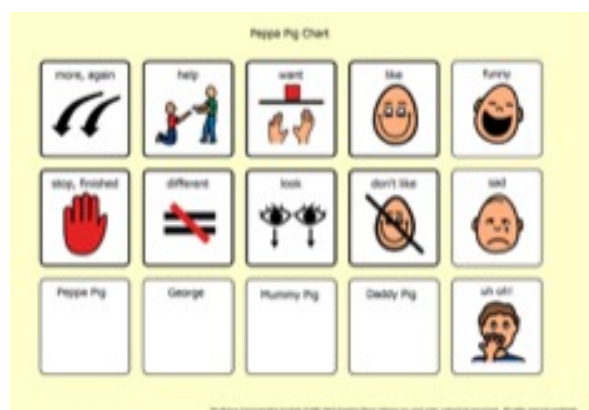 Peppa Pig Chart
more, again help want like funny
stop, finished different look don't like sad
Peppa Pig George Mummy Pig Daddy Pig uh oh!